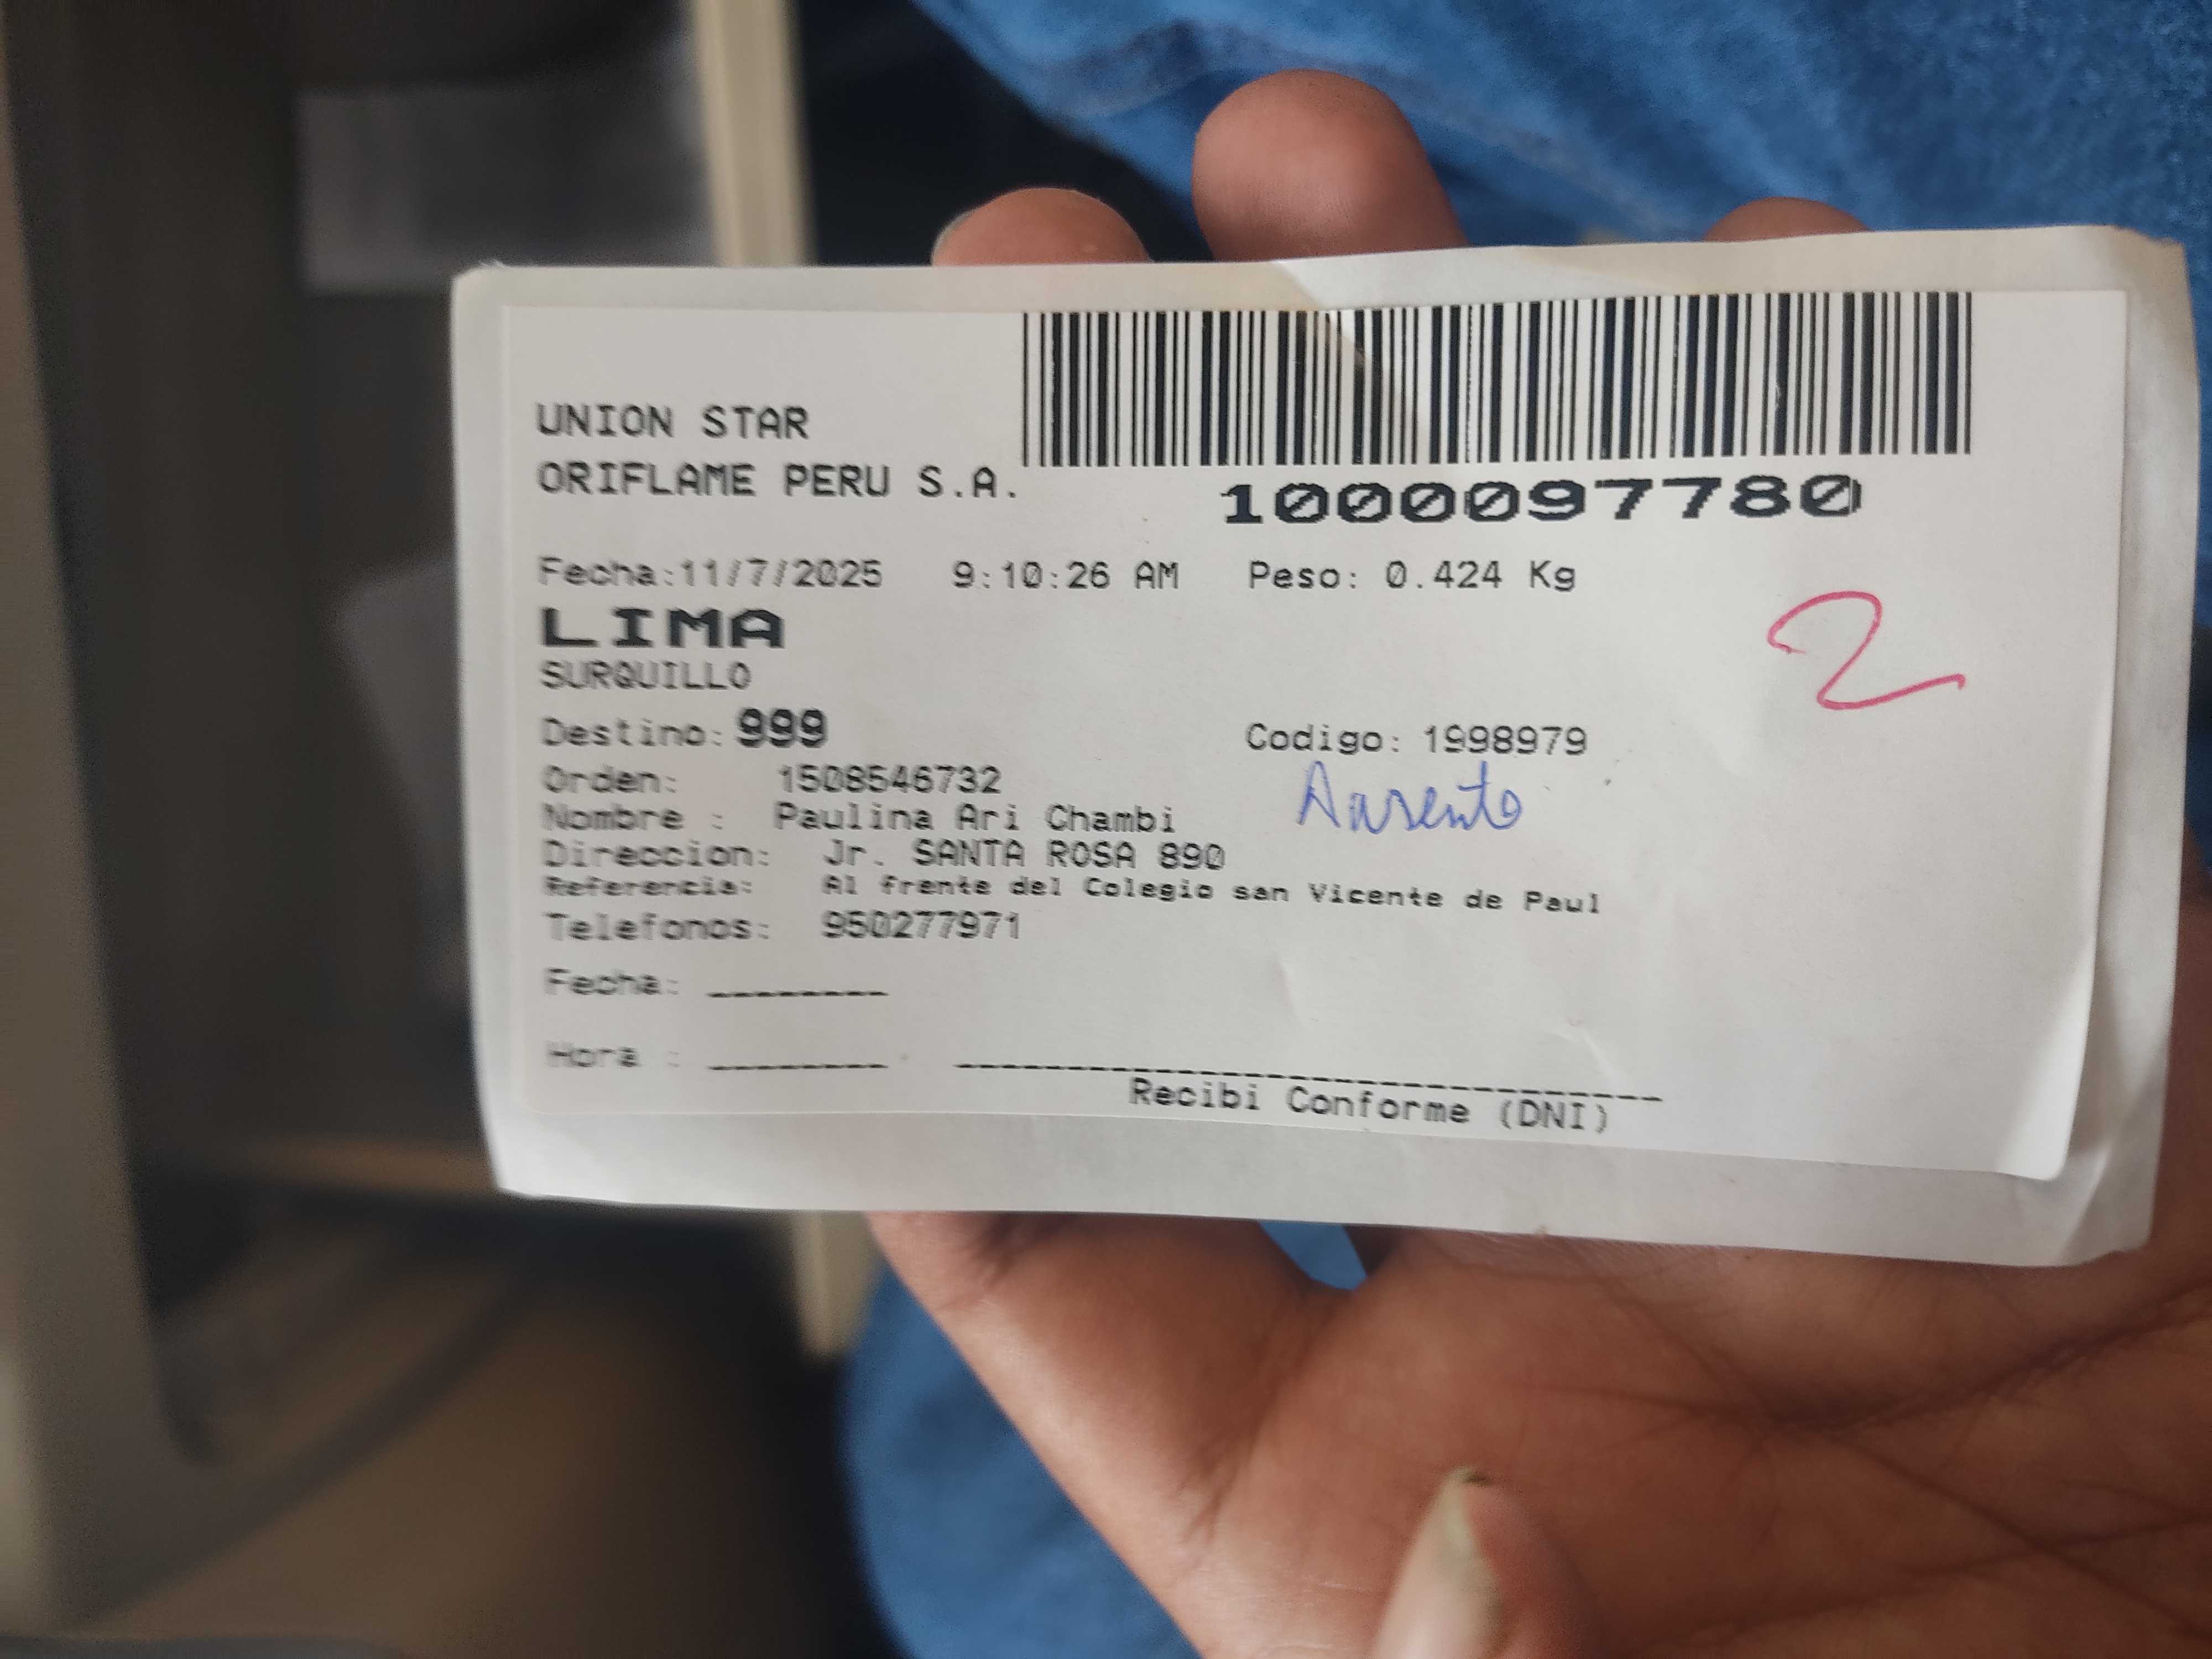 UNION STAR
ORIFLAME PERU S.A.
1000097780
Fecha:11/7/2025 9:10:26 AM Peso: 0.424 Kg
2
LIMA
SURQUILLO
Destino: 999 Codigo: 1998979
Orden: 1508546732
Nombre : Paulina Ari Chambi
Direccion: Jr. SANTA ROSA 890
Referencia: Al frente del Colegio san Vicente de Paul
Telefonos: 950277971
Fecha: ________
Hora : ________
Recibi Conforme (DNI)